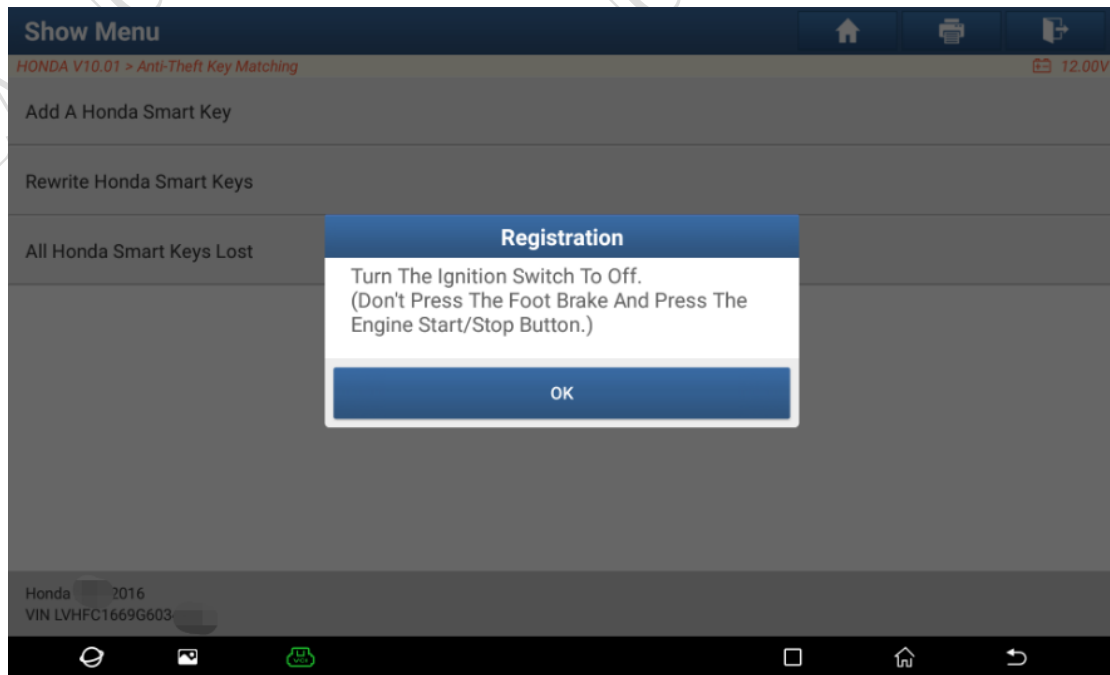 Show Menu
HONDA V10.01 > Anti-Theft Key Matching
12.00V
Add A Honda Smart Key
Rewrite Honda Smart Keys
All Honda Smart Keys Lost
Registration
Turn The Ignition Switch To Off.
(Don't Press The Foot Brake And Press The
Engine Start/Stop Button.)
OK
Honda 2016
VIN LVHFC1669G603
VCI